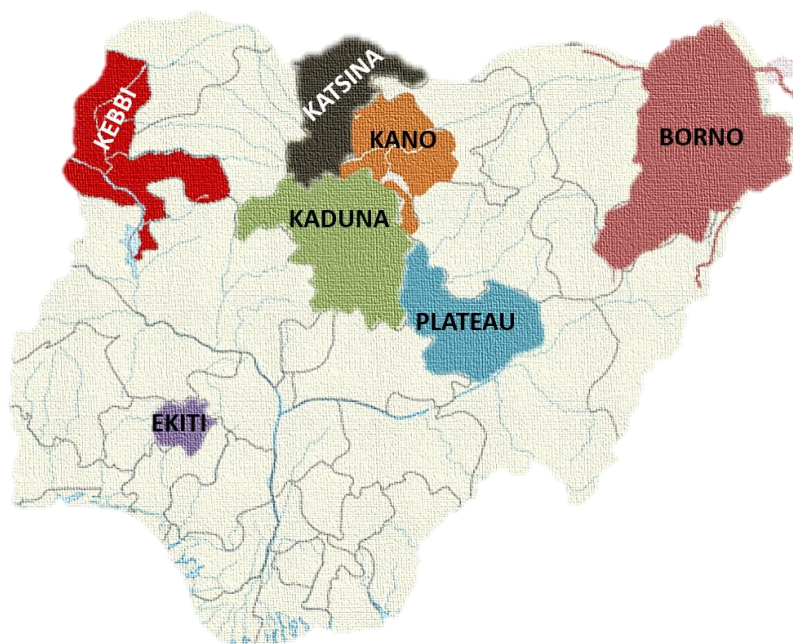 KEBBI
KATSINA
KANO
BORNO
KADUNA
PLATEAU
EKITI